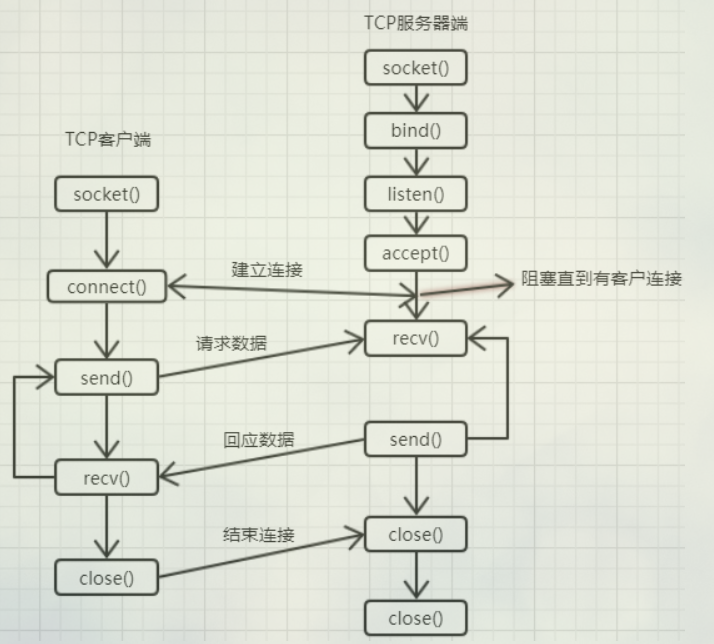 TCP服务器端
socket()
bind()
TCP客户端
socket()
listen()
accept()
建立连接
connect()
阻塞直到有客户连接
请求数据
recv()
send()
回应数据
send()
recv()
结束连接
close()
close()
close()